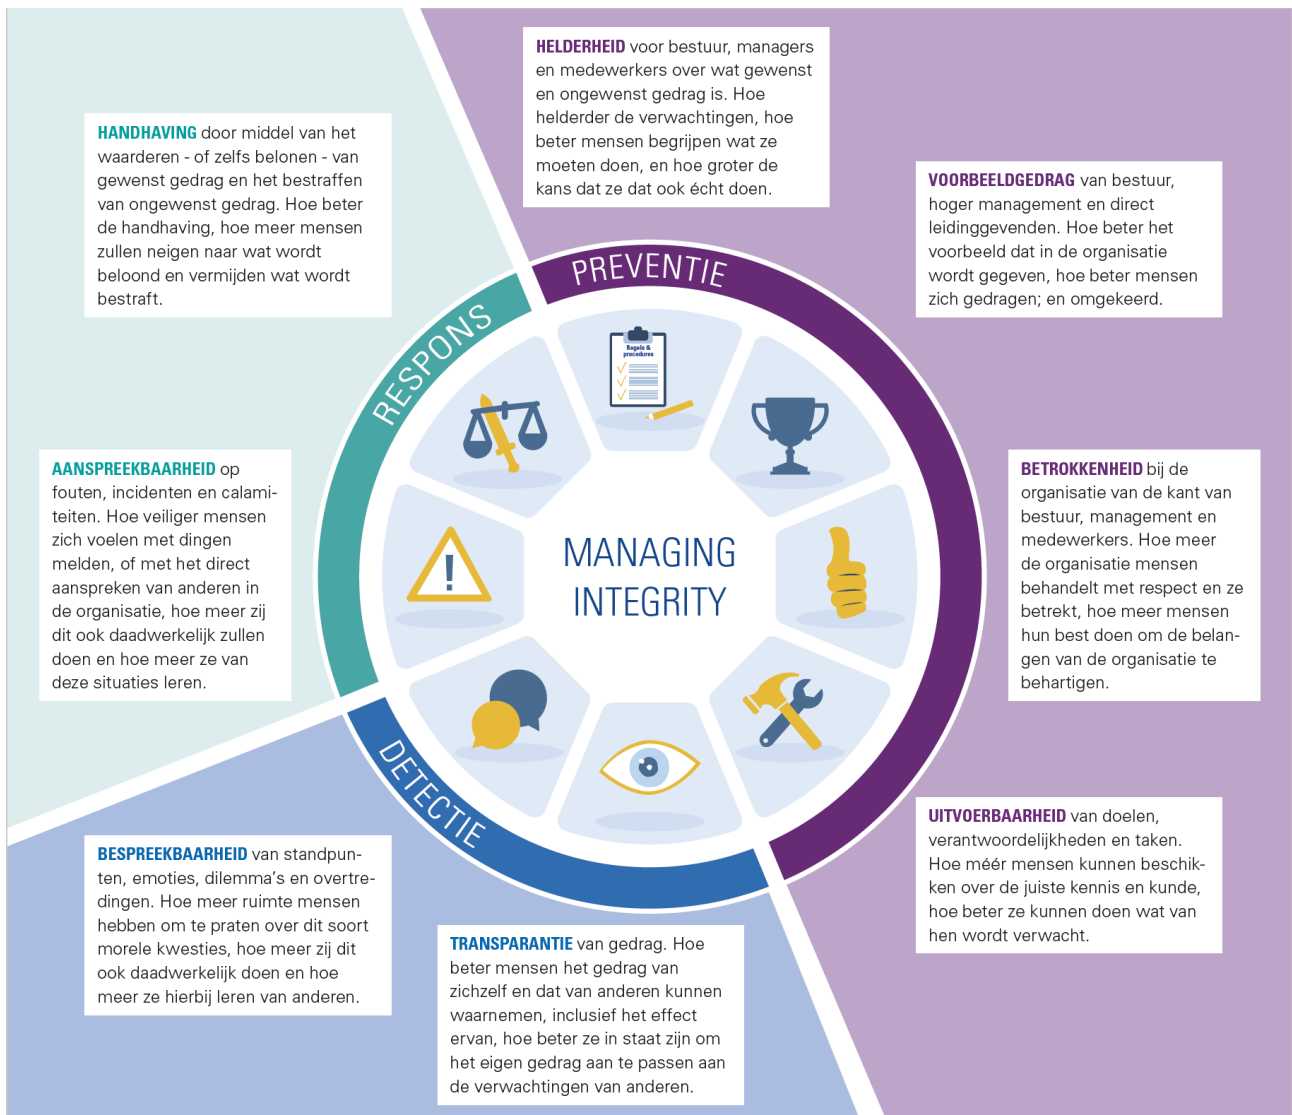 HELDERHEID voor bestuur, managers
en medewerkers over wat gewenst
en ongewenst gedrag is. Hoe
helderder de verwachtingen, hoe
beter mensen begrijpen wat ze
moeten doen, en hoe groter de
kans dat ze dat ook écht doen.
HANDHAVING door middel van het
waarderen - of zelfs belonen - van
gewenst gedrag en het bestraffen
van ongewenst gedrag. Hoe beter
de handhaving, hoe meer mensen
zullen neigen naar wat wordt
beloond en vermijden wat wordt
bestraft.
VOORBEELDGEDRAG van bestuur,
hoger management en direct
leidinggevenden. Hoe beter het
voorbeeld dat in de organisatie
wordt gegeven, hoe beter mensen
zich gedragen; en omgekeerd.
PREVENTIE
RESPONS
Regels &
procedures
AANSPREEKBAARHEID op
fouten, incidenten en calami-
teiten. Hoe veiliger mensen
zich voelen met dingen
melden, of met het direct
aanspreken van anderen in
de organisatie, hoe meer zij
dit ook daadwerkelijk zullen
doen en hoe meer ze van
deze situaties leren.
MANAGING
INTEGRITY
BETROKKENHEID bij de
organisatie van de kant van
bestuur, management en
medewerkers. Hoe meer
de organisatie mensen
behandelt met respect en ze
betrekt, hoe meer mensen
hun best doen om de belan-
gen van de organisatie te
behartigen.
DETECTIE
UITVOERBAARHEID van doelen,
verantwoordelijkheden en taken.
Hoe méér mensen kunnen beschik-
ken over de juiste kennis en kunde,
hoe beter ze kunnen doen wat van
hen wordt verwacht.
BESPREEKBAARHEID van standpun-
ten, emoties, dilemma's en overtre-
dingen. Hoe meer ruimte mensen
hebben om te praten over dit soort
morele kwesties, hoe meer zij dit
ook daadwerkelijk doen en hoe
meer ze hierbij leren van anderen.
TRANSPARANTIE van gedrag. Hoe
beter mensen het gedrag van
zichzelf en dat van anderen kunnen
waarnemen, inclusief het effect
ervan, hoe beter ze in staat zijn om
het eigen gedrag aan te passen aan
de verwachtingen van anderen.